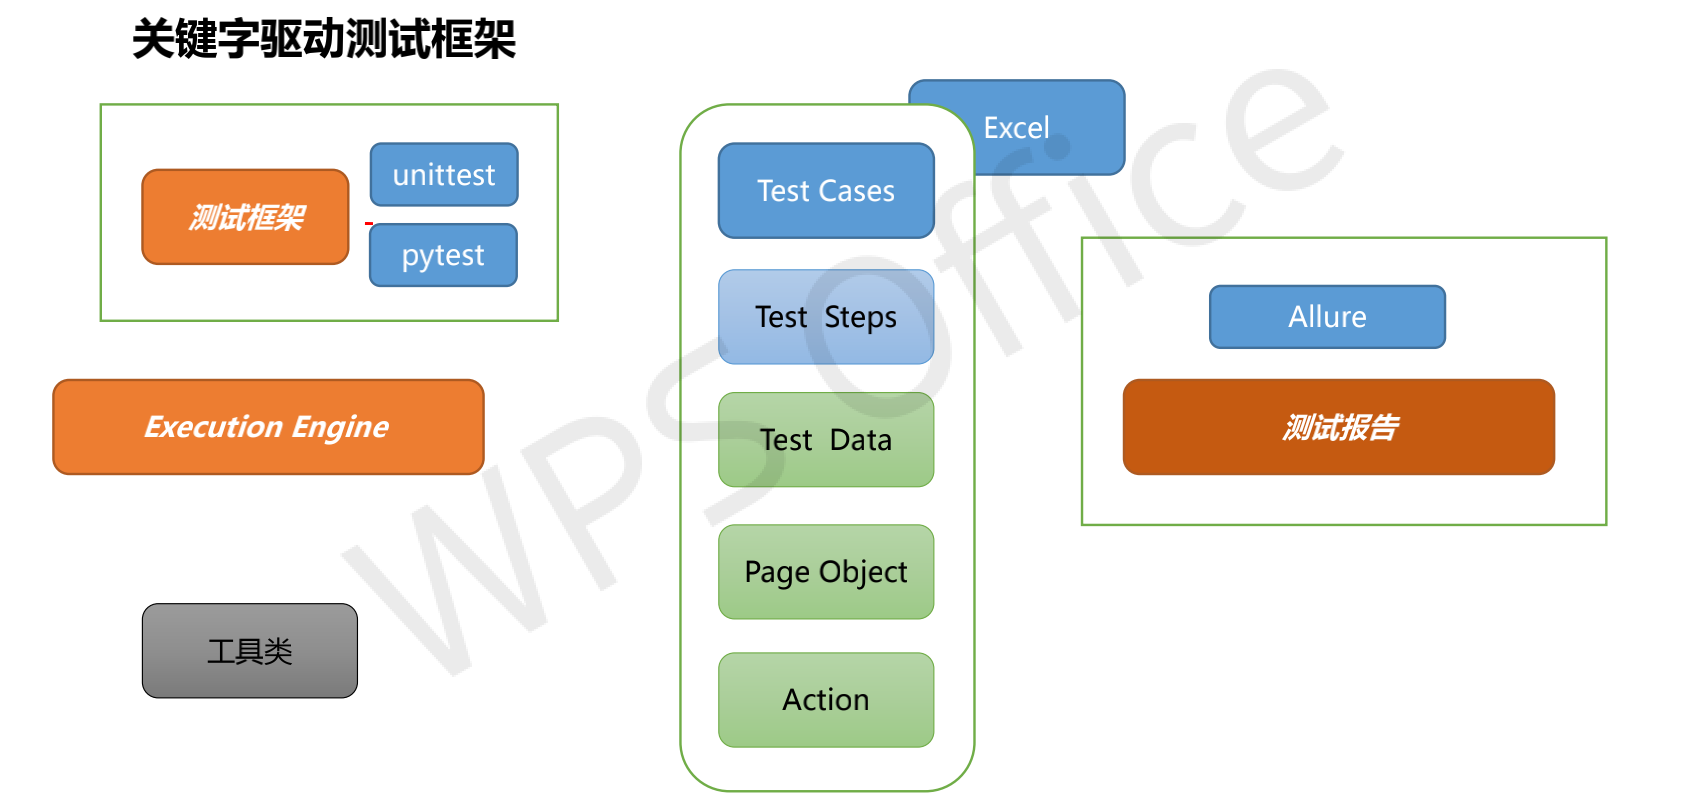 关键字驱动测试框架
测试框架
unittest
pytest
Execution Engine
工具类
Excel
Test Cases
Test Steps
Test Data
Page Object
Action
Allure
测试报告
WPS Office